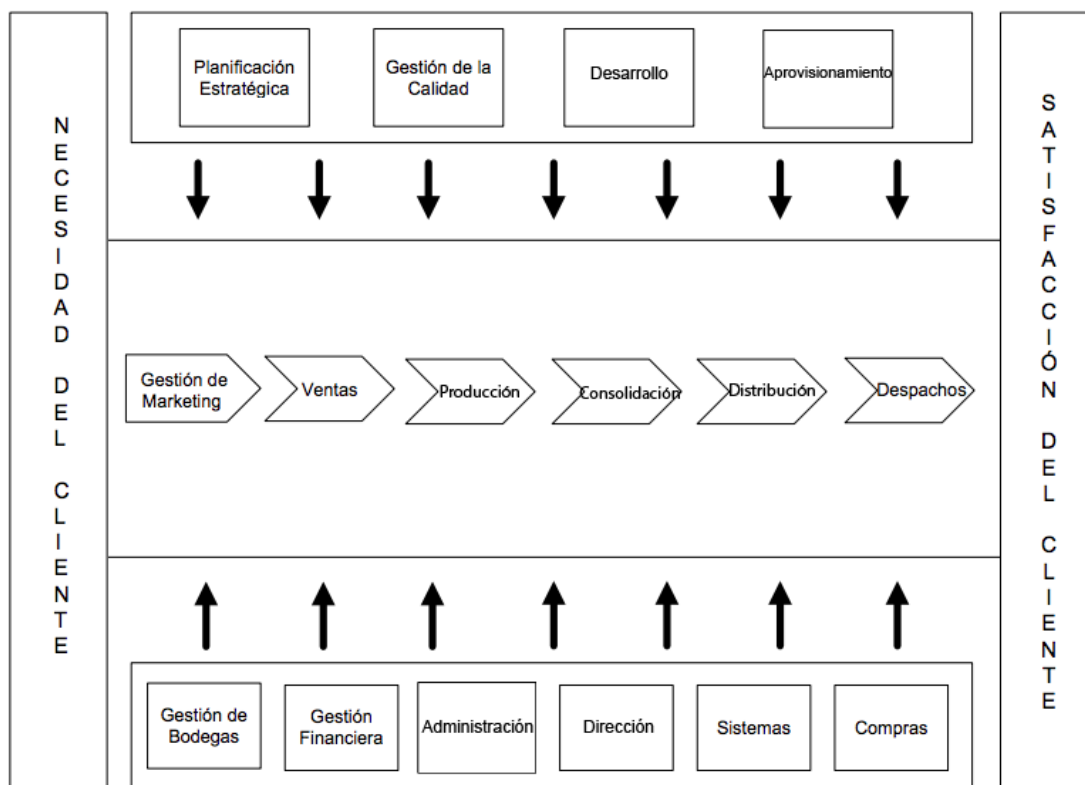 NECESIDAD DEL CLIENTE
Planificación
Estratégica
Gestión de la
Calidad
Desarrollo
Aprovisionamiento
Gestión de
Marketing
Ventas
Producción
Consolidación
Distribución
Despachos
Gestión de
Bodegas
Gestión
Financiera
Administración
Dirección
Sistemas
Compras
SATISFACCIÓN DEL CLIENTE